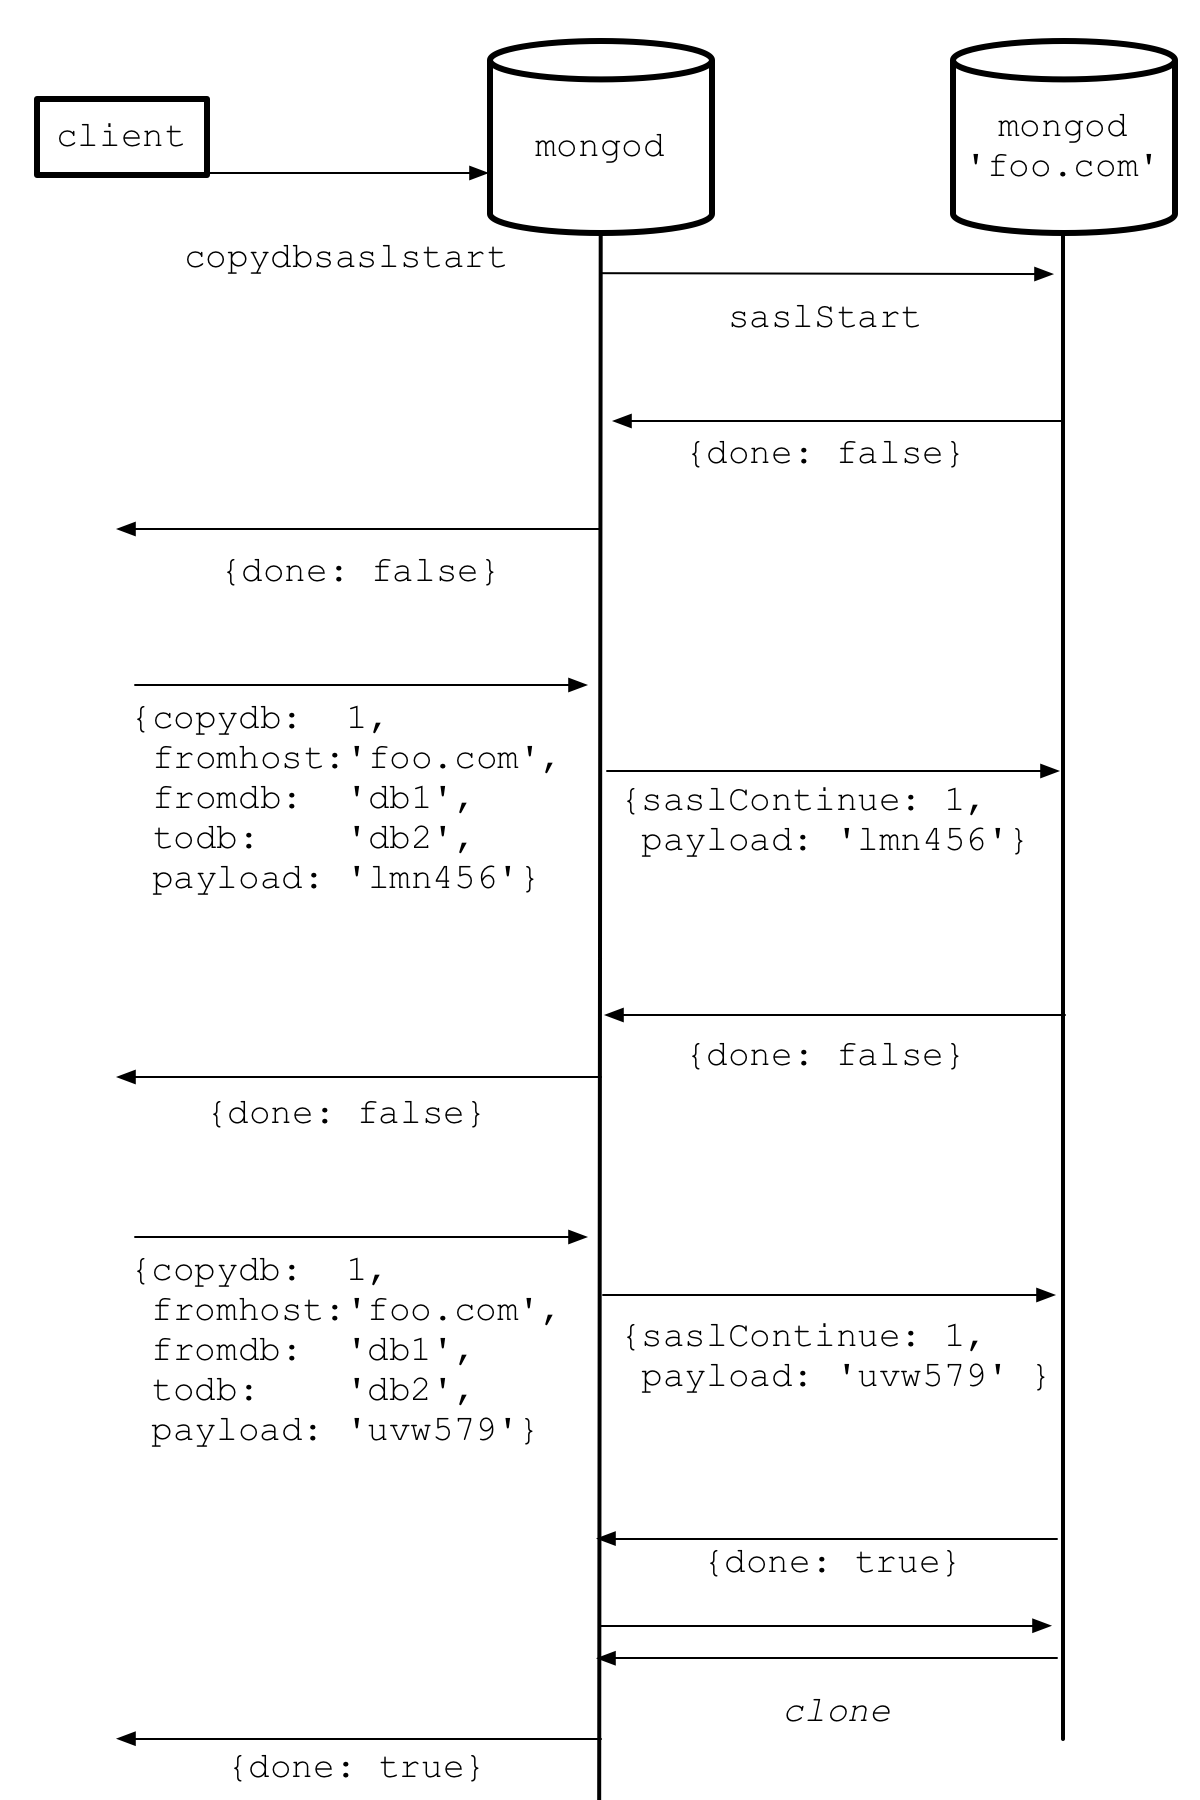 client
mongod
mongod
'foo.com'
copydbsaslstart
saslStart
{done: false}
{done: false}
{copydb:  1,
 fromhost:'foo.com',
 fromdb:  'db1',
 todb:    'db2',
 payload: 'lmn456'}
{saslContinue: 1,
 payload: 'lmn456'}
{done: false}
{done: false}
{copydb:  1,
 fromhost:'foo.com',
 fromdb:  'db1',
 todb:    'db2',
 payload: 'uvw579'}
{saslContinue: 1,
 payload: 'uvw579' }
{done: true}
clone
{done: true}